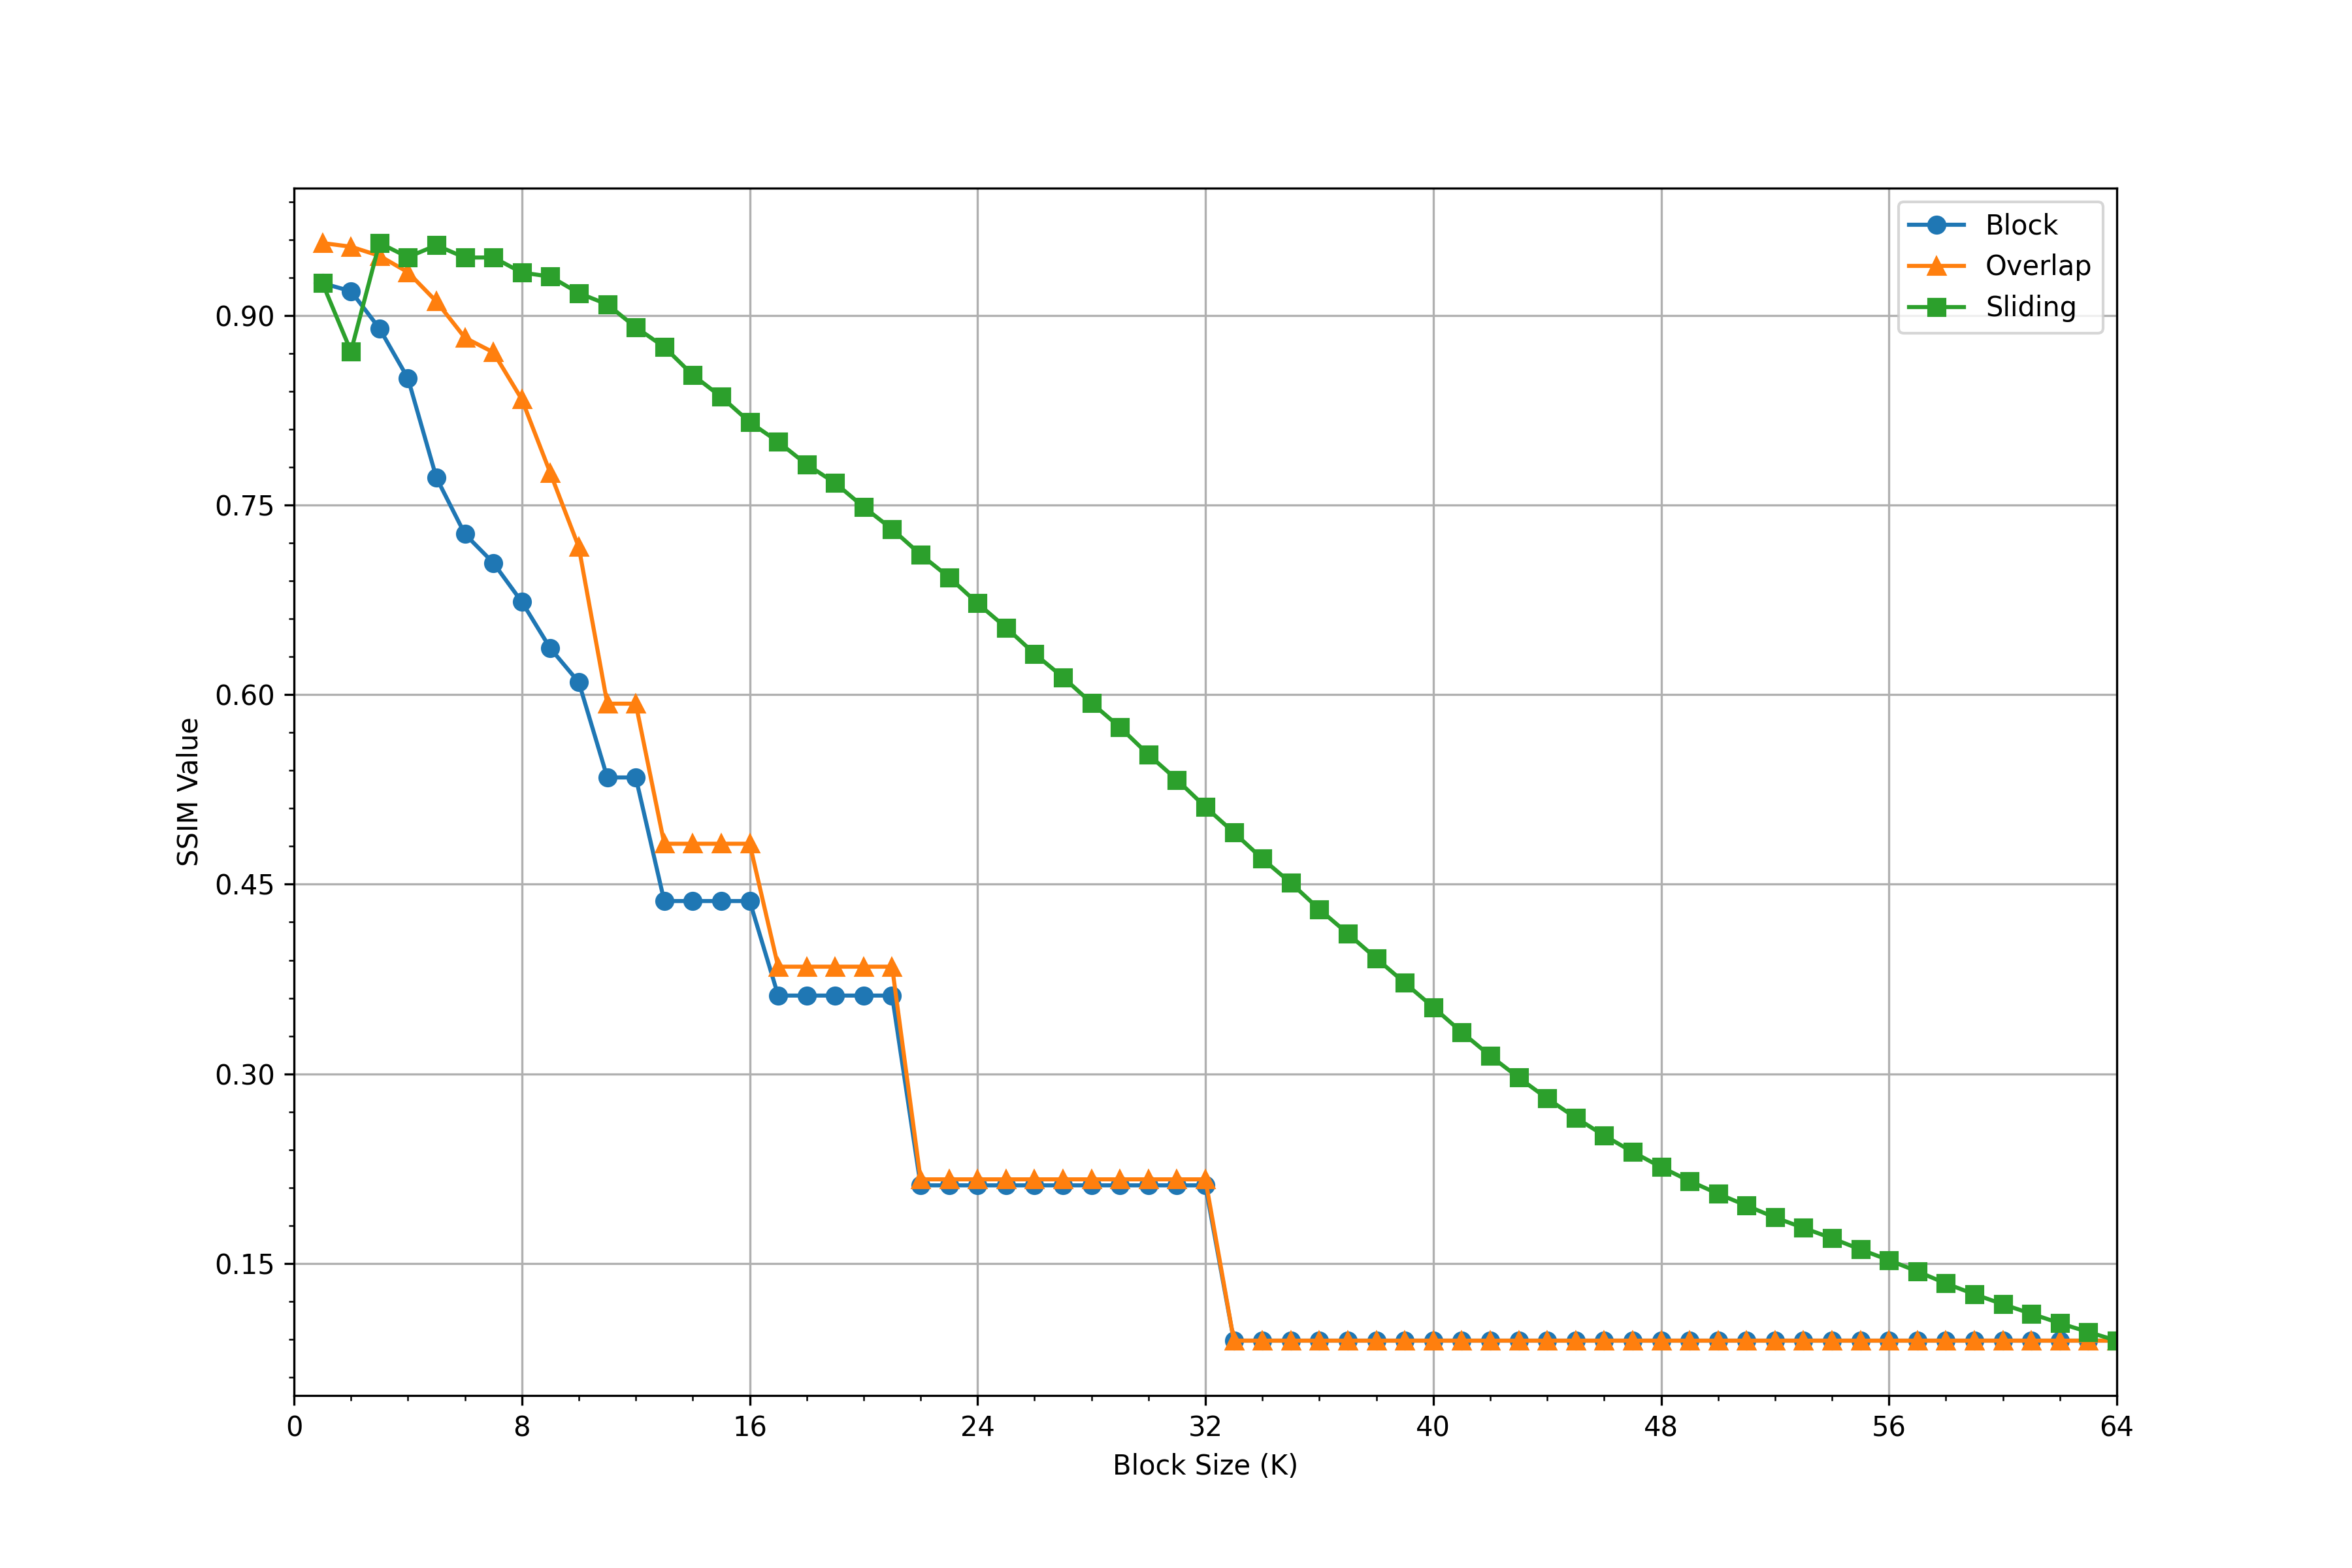 Block
Overlap
Sliding
0.90
0.75
0.60
0.45
0.30
0.15
SSIM Value
0 8 16 24 32 40 48 56 64
Block Size (K)